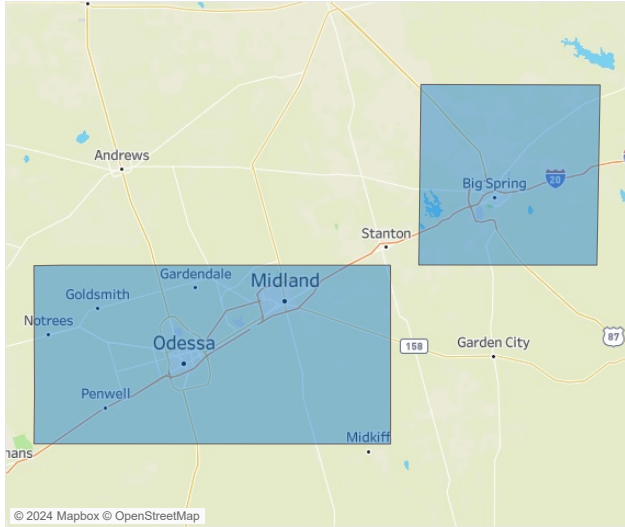 Andrews
Big Spring
20
Stanton
Gardendale
Midland
Goldsmith
Notrees
87
Odessa
158
Garden City
Penwell
Midkiff
nans
© 2024 Mapbox © OpenStreetMap